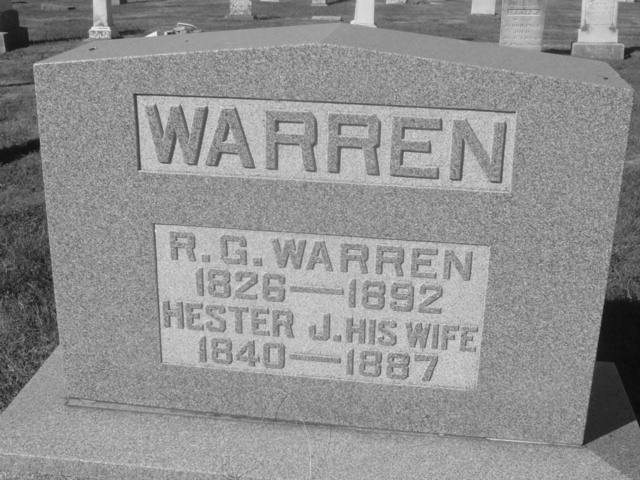 WARREN
R. G. WARREN
1826—1892
HESTER J. HIS WIFE
1840—1887